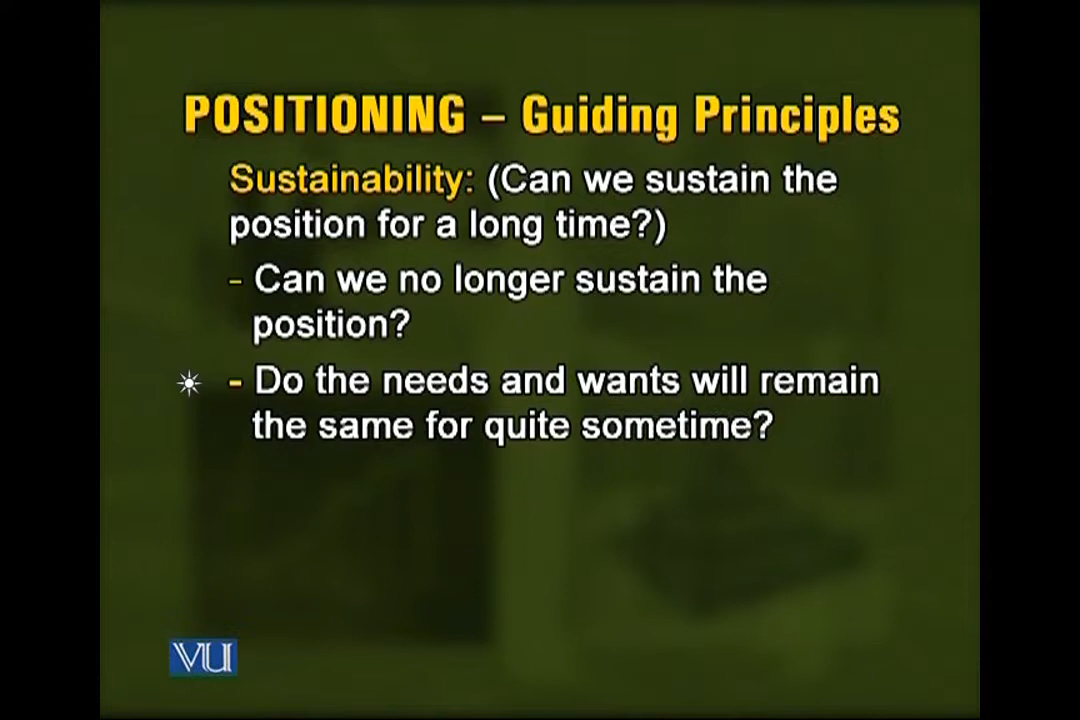 POSITIONING – Guiding Principles
Sustainability: (Can we sustain the
position for a long time?)
- Can we no longer sustain the
position?
- Do the needs and wants will remain
the same for quite sometime?
VU